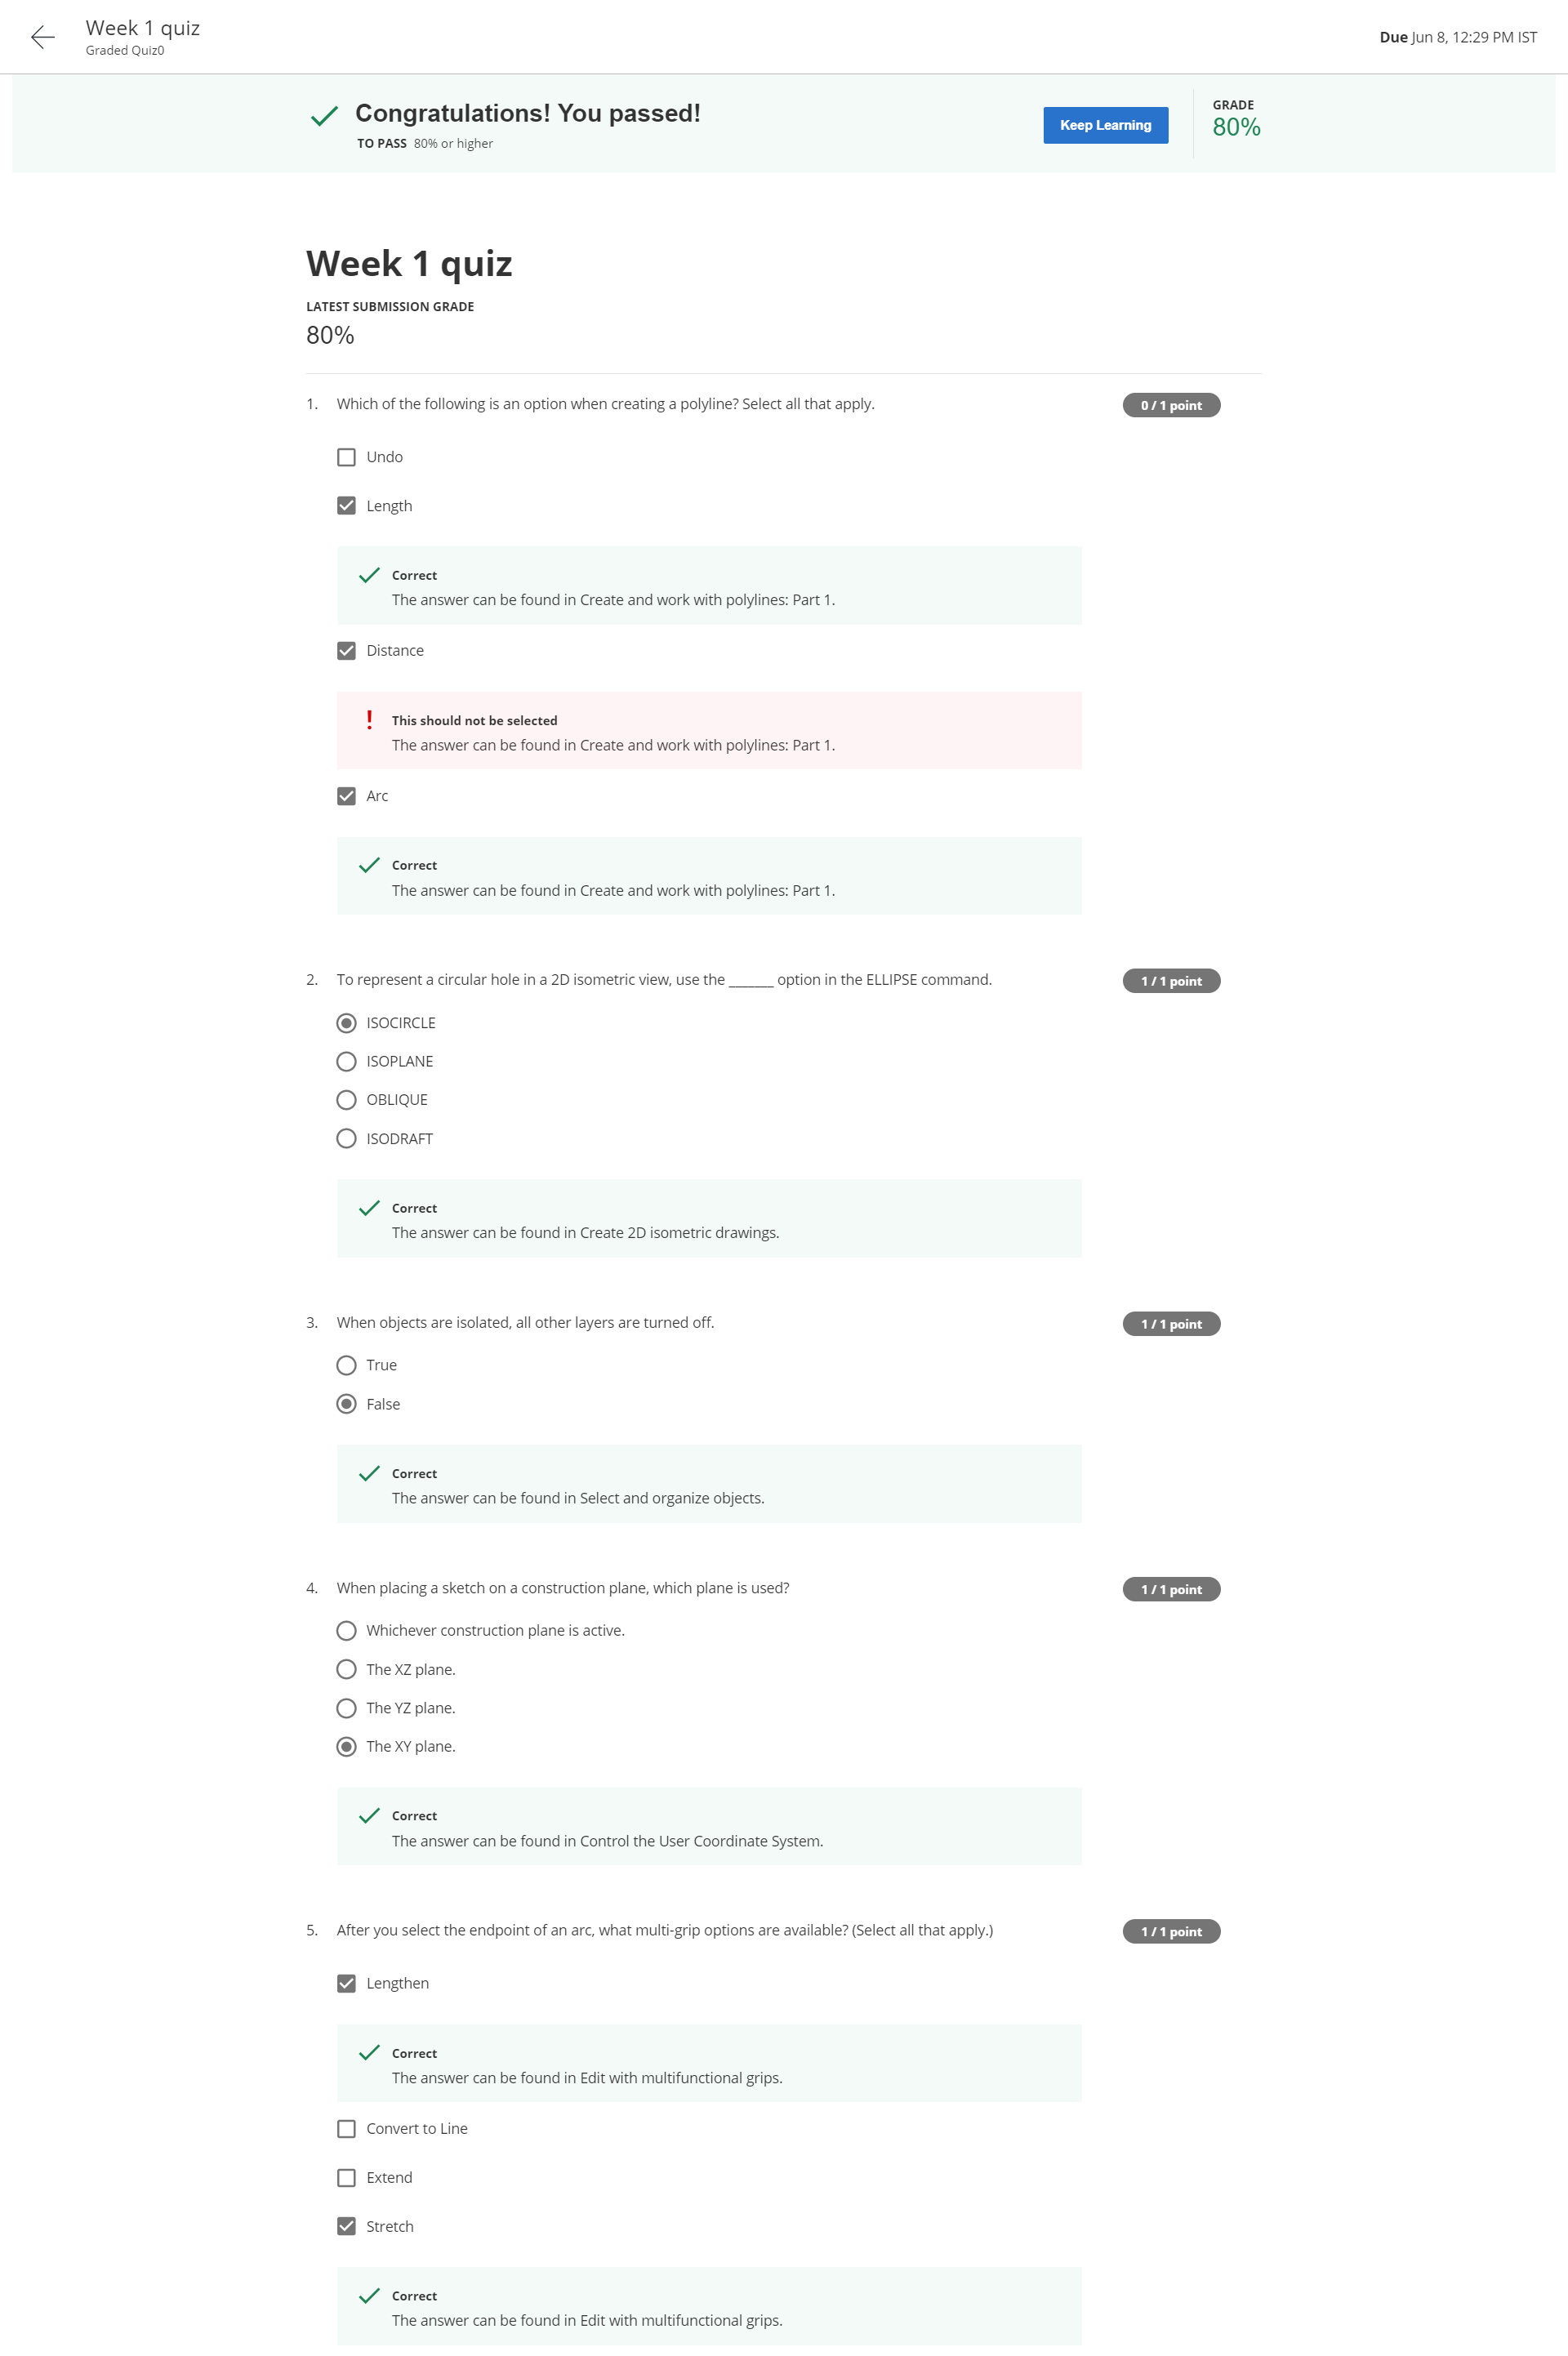 Week 1 quiz
Graded Quiz0
Due Jun 8, 12:29 PM IST
Congratulations! You passed!
TO PASS 80% or higher
Keep Learning
GRADE
80%
Week 1 quiz
LATEST SUBMISSION GRADE
80%
1. Which of the following is an option when creating a polyline? Select all that apply.
0 / 1 point
Undo
Length
Correct
The answer can be found in Create and work with polylines: Part 1.
Distance
This should not be selected
The answer can be found in Create and work with polylines: Part 1.
Arc
Correct
The answer can be found in Create and work with polylines: Part 1.
2. To represent a circular hole in a 2D isometric view, use the ______ option in the ELLIPSE command.
1 / 1 point
ISOCIRCLE
ISOPLANE
OBLIQUE
ISODRAFT
Correct
The answer can be found in Create 2D isometric drawings.
3. When objects are isolated, all other layers are turned off.
1 / 1 point
True
False
Correct
The answer can be found in Select and organize objects.
4. When placing a sketch on a construction plane, which plane is used?
1 / 1 point
Whichever construction plane is active.
The XZ plane.
The YZ plane.
The XY plane.
Correct
The answer can be found in Control the User Coordinate System.
5. After you select the endpoint of an arc, what multi-grip options are available? (Select all that apply.)
1 / 1 point
Lengthen
Correct
The answer can be found in Edit with multifunctional grips.
Convert to Line
Extend
Stretch
Correct
The answer can be found in Edit with multifunctional grips.